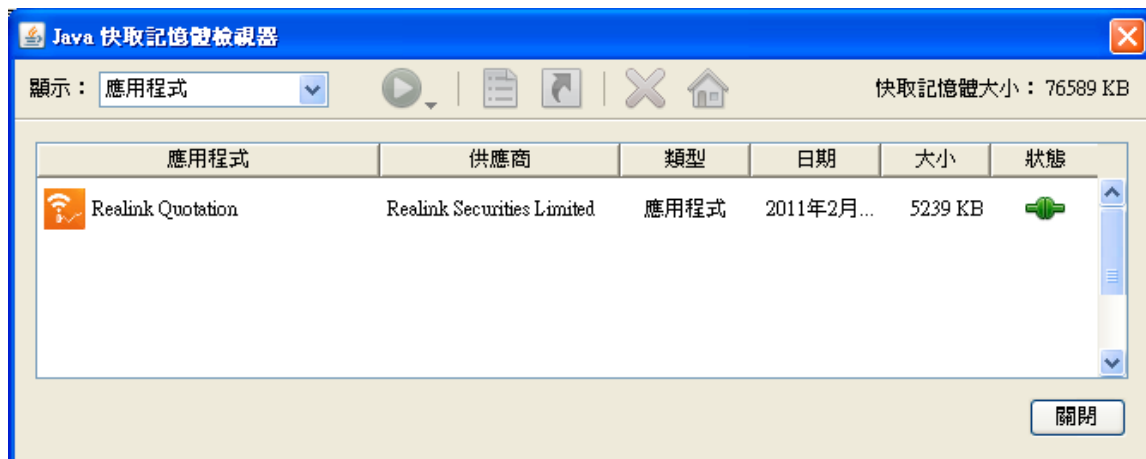 Java 快取記憶體檢視器
顯示： 應用程式 快取記憶體大小： 76589 KB
應用程式 供應商 類型 日期 大小 狀態
Realink Quotation Realink Securities Limited 應用程式 2011年2月... 5239 KB
關閉